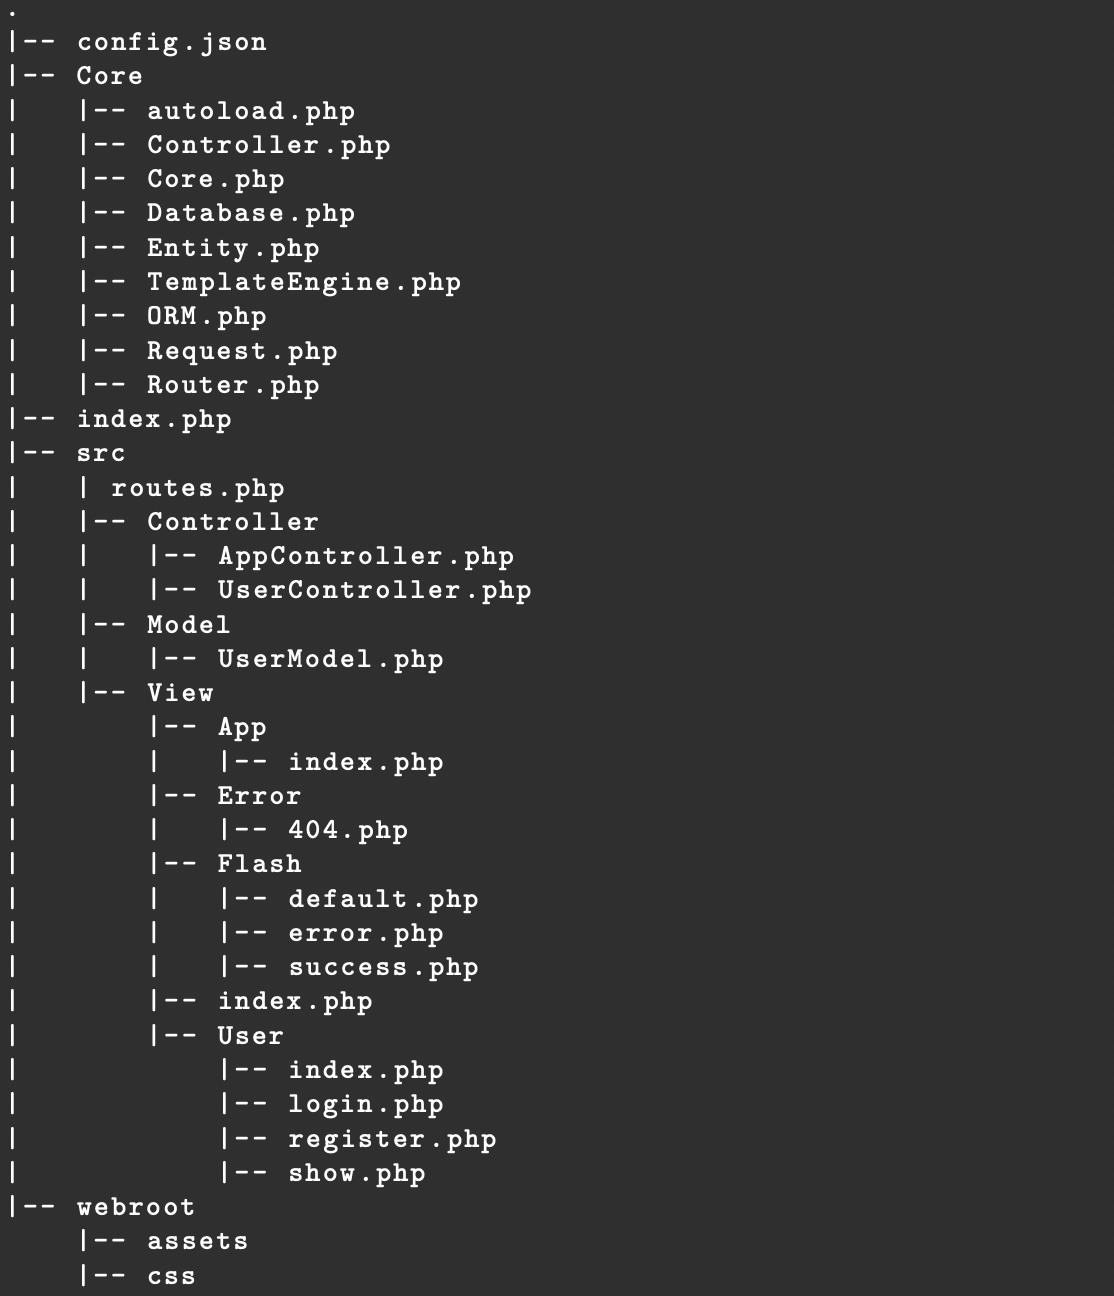 .
|-- config.json
|-- Core
|   |-- autoload.php
|   |-- Controller.php
|   |-- Core.php
|   |-- Database.php
|   |-- Entity.php
|   |-- TemplateEngine.php
|   |-- ORM.php
|   |-- Request.php
|   |-- Router.php
|-- index.php
|-- src
|   | routes.php
|   |-- Controller
|   |   |-- AppController.php
|   |   |-- UserController.php
|   |-- Model
|   |   |-- UserModel.php
|   |-- View
|       |-- App
|       |   |-- index.php
|       |-- Error
|       |   |-- 404.php
|       |-- Flash
|       |   |-- default.php
|       |   |-- error.php
|       |   |-- success.php
|       |-- index.php
|       |-- User
|           |-- index.php
|           |-- login.php
|           |-- register.php
|           |-- show.php
|-- webroot
    |-- assets
    |-- css